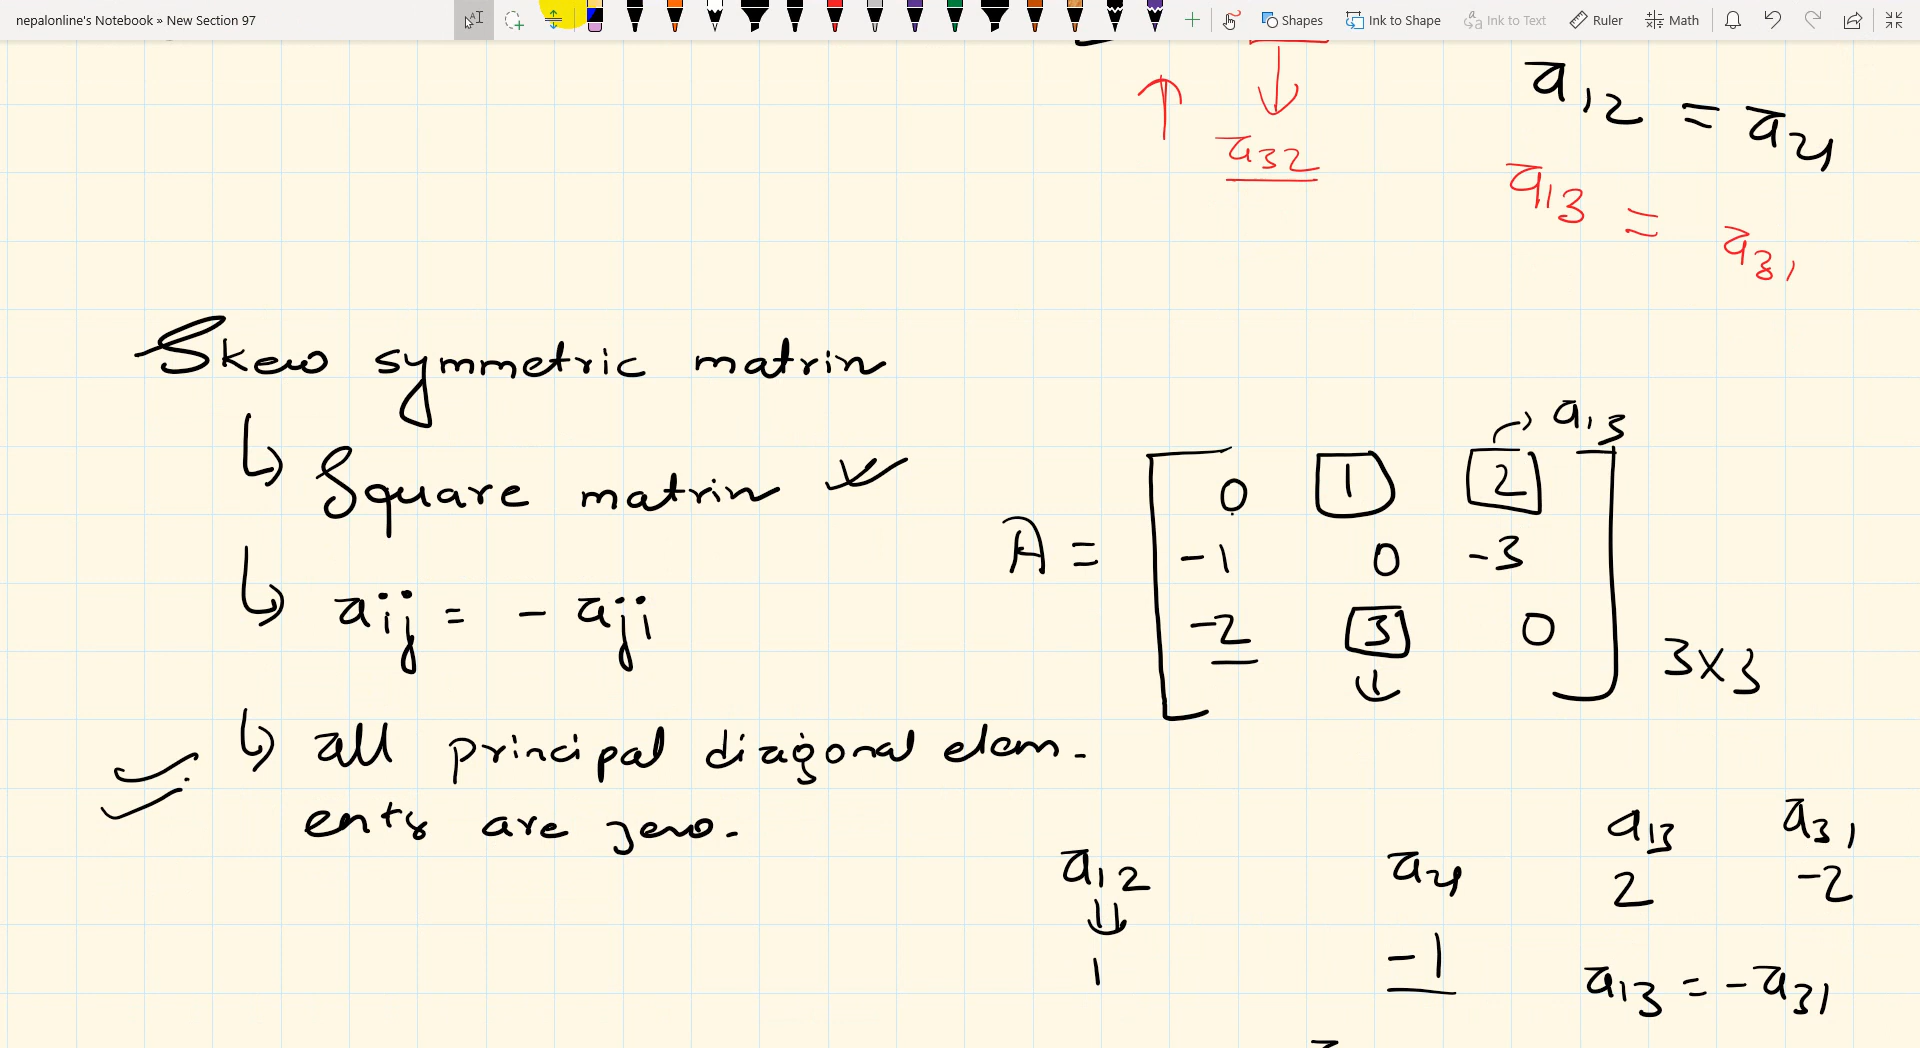 nepalonline's Notebook » New Section 97
Shapes Ink to Shape Ink to Text Ruler Math
a12 = a21
a32
a13 = a31
Skew symmetric matrix
Square matrix
aij = - aji
all principal diagonal elem-
ents are zero.
a13
A = [ 0 1 2
-1 0 -3
-2 3 0 ] 3×3
a12 a21 a13 a31
1 -1 2 -2
a13 = -a31